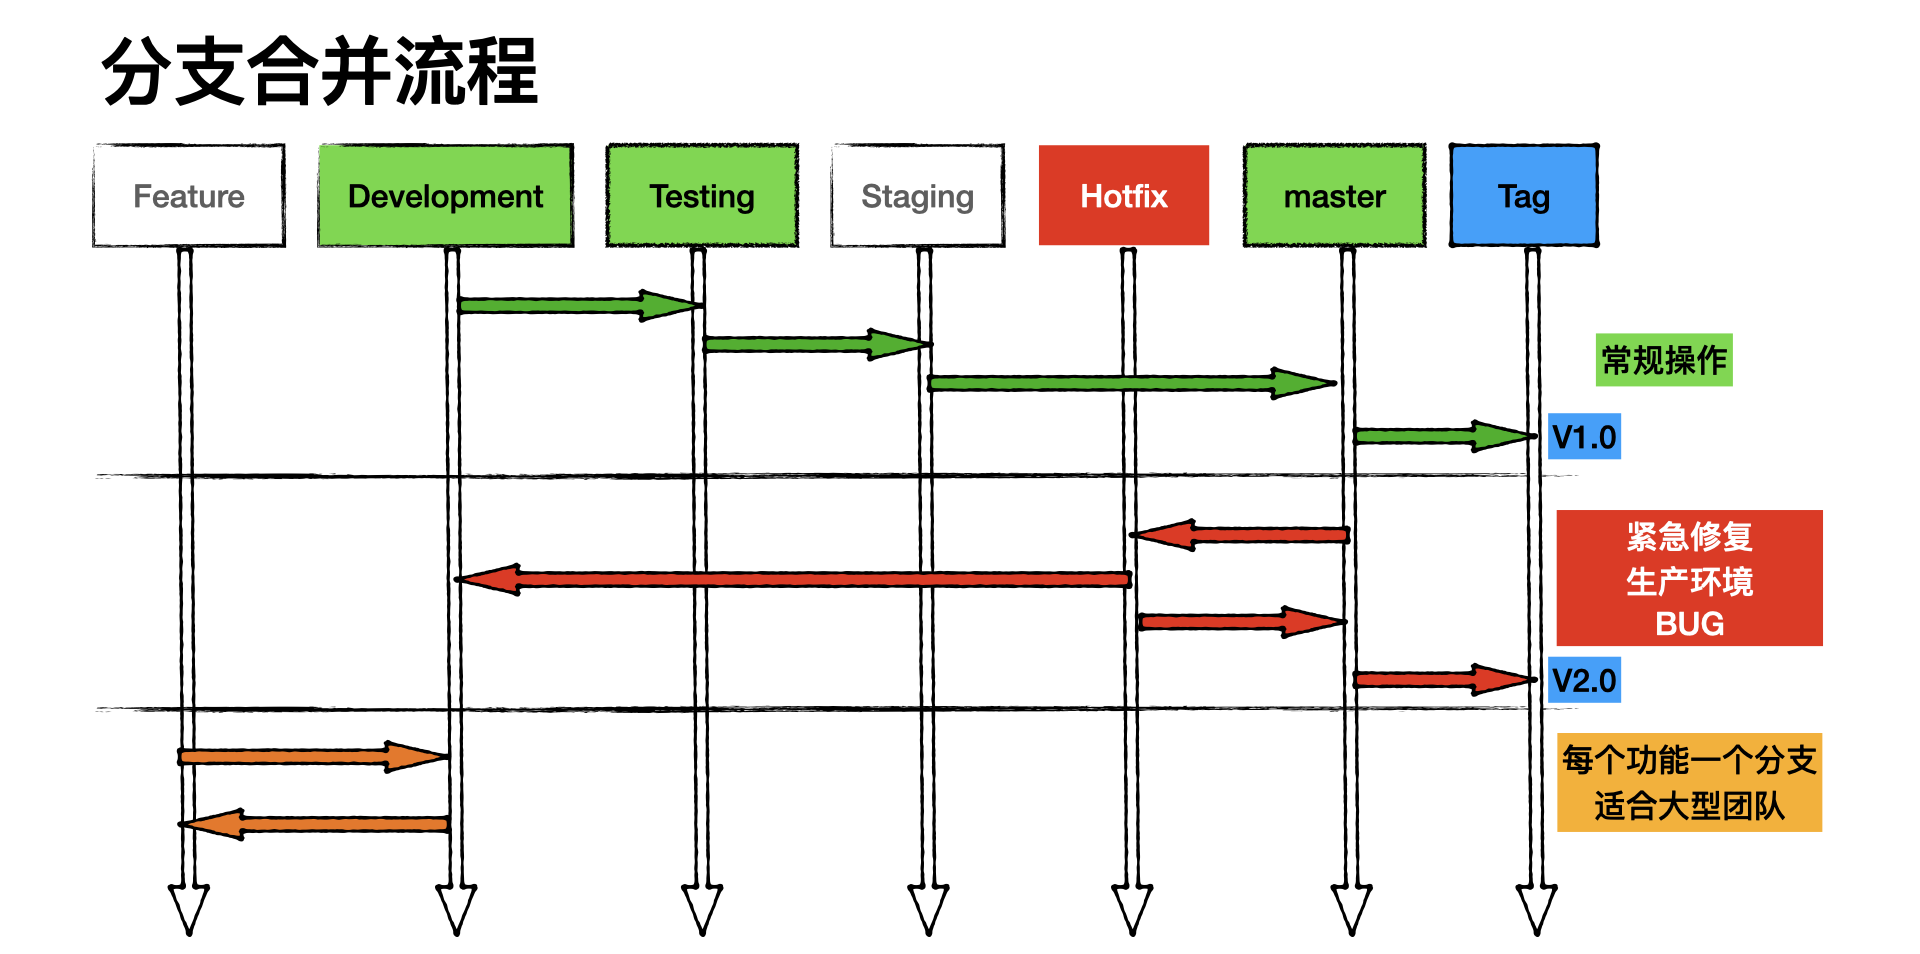 分支合并流程
Feature
Development
Testing
Staging
Hotfix
master
Tag
常规操作
V1.0
紧急修复
生产环境
BUG
V2.0
每个功能一个分支
适合大型团队